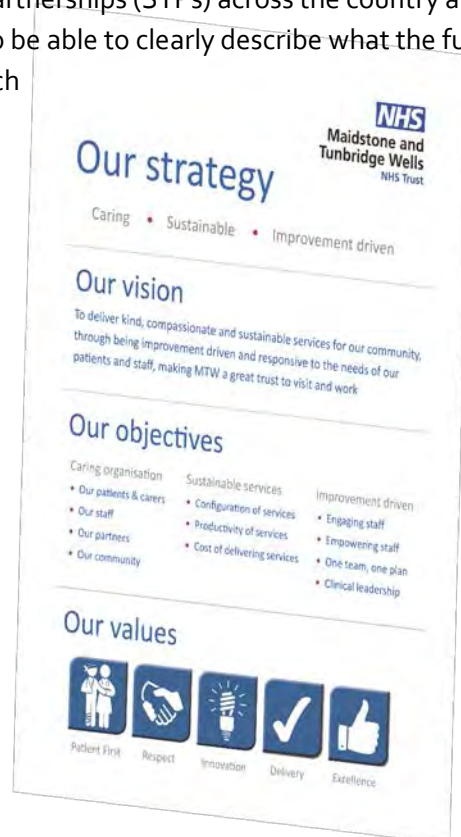 artnerships (STPs) across the country a
o be able to clearly describe what the fu
ch
NHS
Maidstone and
Tunbridge Wells
NHS Trust
Our strategy
Caring • Sustainable • Improvement driven
Our vision
To deliver kind, compassionate and sustainable services for our community,
through being improvement driven and responsive to the needs of our
patients and staff, making MTW a great trust to visit and work
Our objectives
Caring organisation
• Our patients & carers
• Our staff
• Our partners
• Our community
Sustainable services
• Configuration of services
• Productivity of services
• Cost of delivering services
Improvement driven
• Engaging staff
• Empowering staff
• One team, one plan
• Clinical leadership
Our values
Patient First
Respect
Innovation
Delivery
Excellence